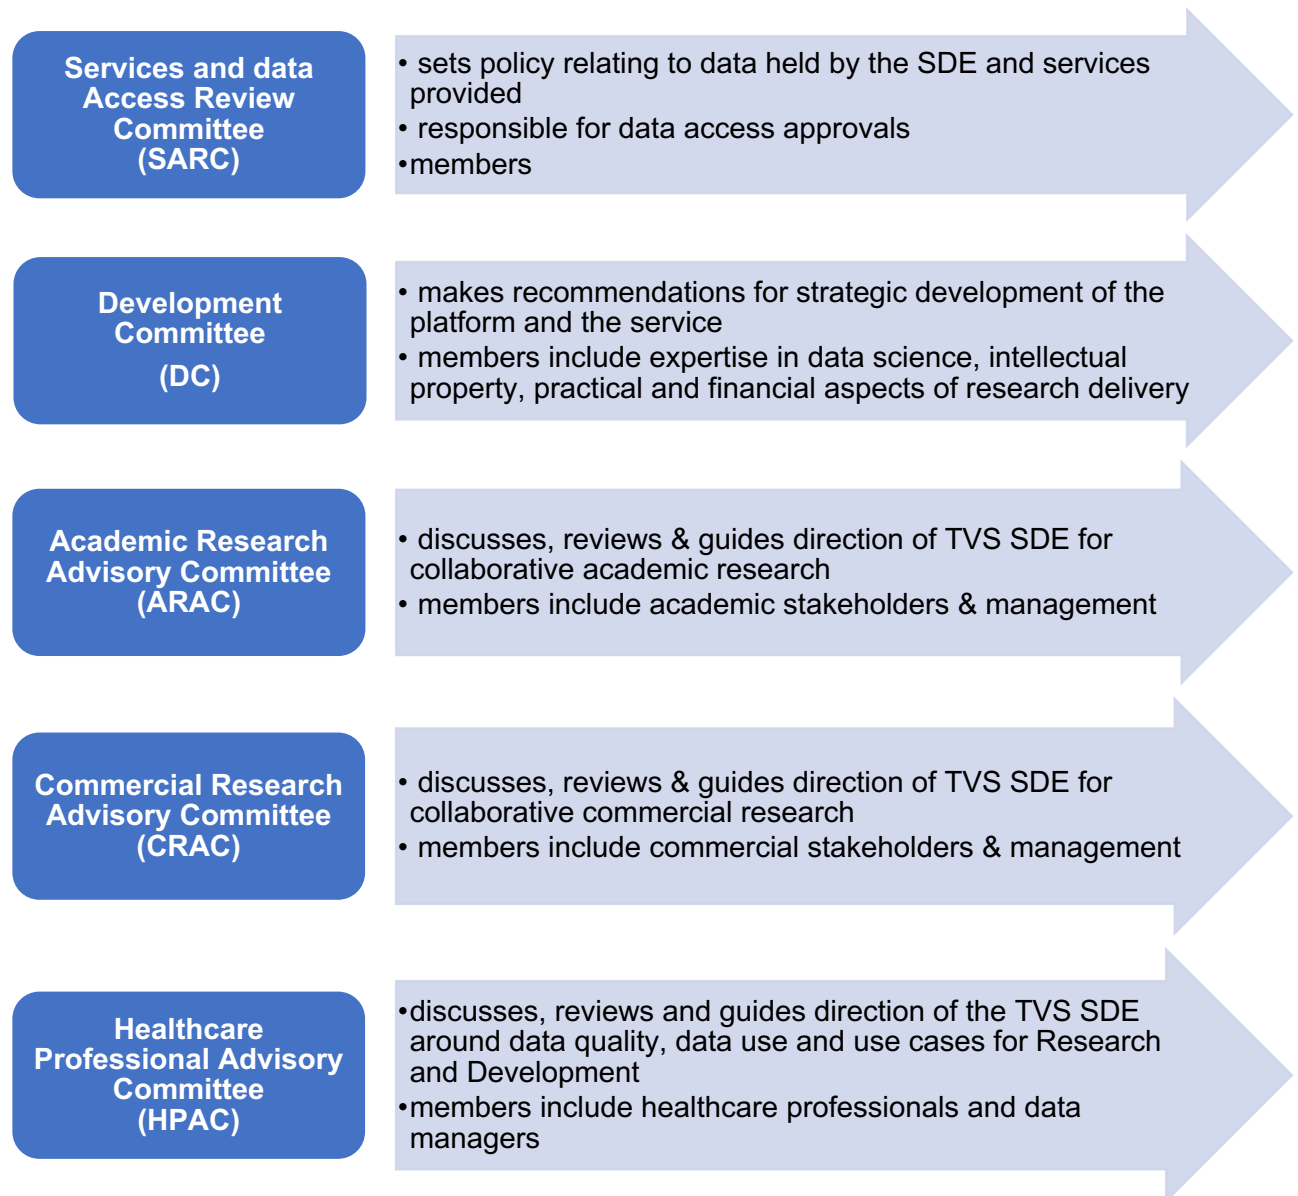 Services and data
Access Review
Committee
(SARC)
• sets policy relating to data held by the SDE and services
provided
• responsible for data access approvals
•members
Development
Committee
(DC)
• makes recommendations for strategic development of the
platform and the service
• members include expertise in data science, intellectual
property, practical and financial aspects of research delivery
Academic Research
Advisory Committee
(ARAC)
• discusses, reviews & guides direction of TVS SDE for
collaborative academic research
• members include academic stakeholders & management
Commercial Research
Advisory Committee
(CRAC)
• discusses, reviews & guides direction of TVS SDE for
collaborative commercial research
• members include commercial stakeholders & management
Healthcare
Professional Advisory
Committee
(HPAC)
•discusses, reviews and guides direction of the TVS SDE
around data quality, data use and use cases for Research
and Development
•members include healthcare professionals and data
managers